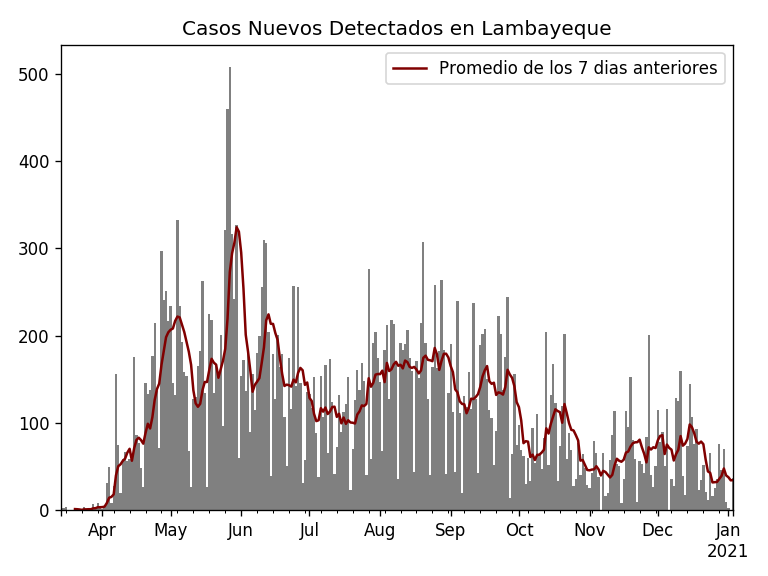 Casos Nuevos Detectados en Lambayeque
Promedio de los 7 dias anteriores
500
400
300
200
100
0
Apr May Jun Jul Aug Sep Oct Nov Dec Jan
2021